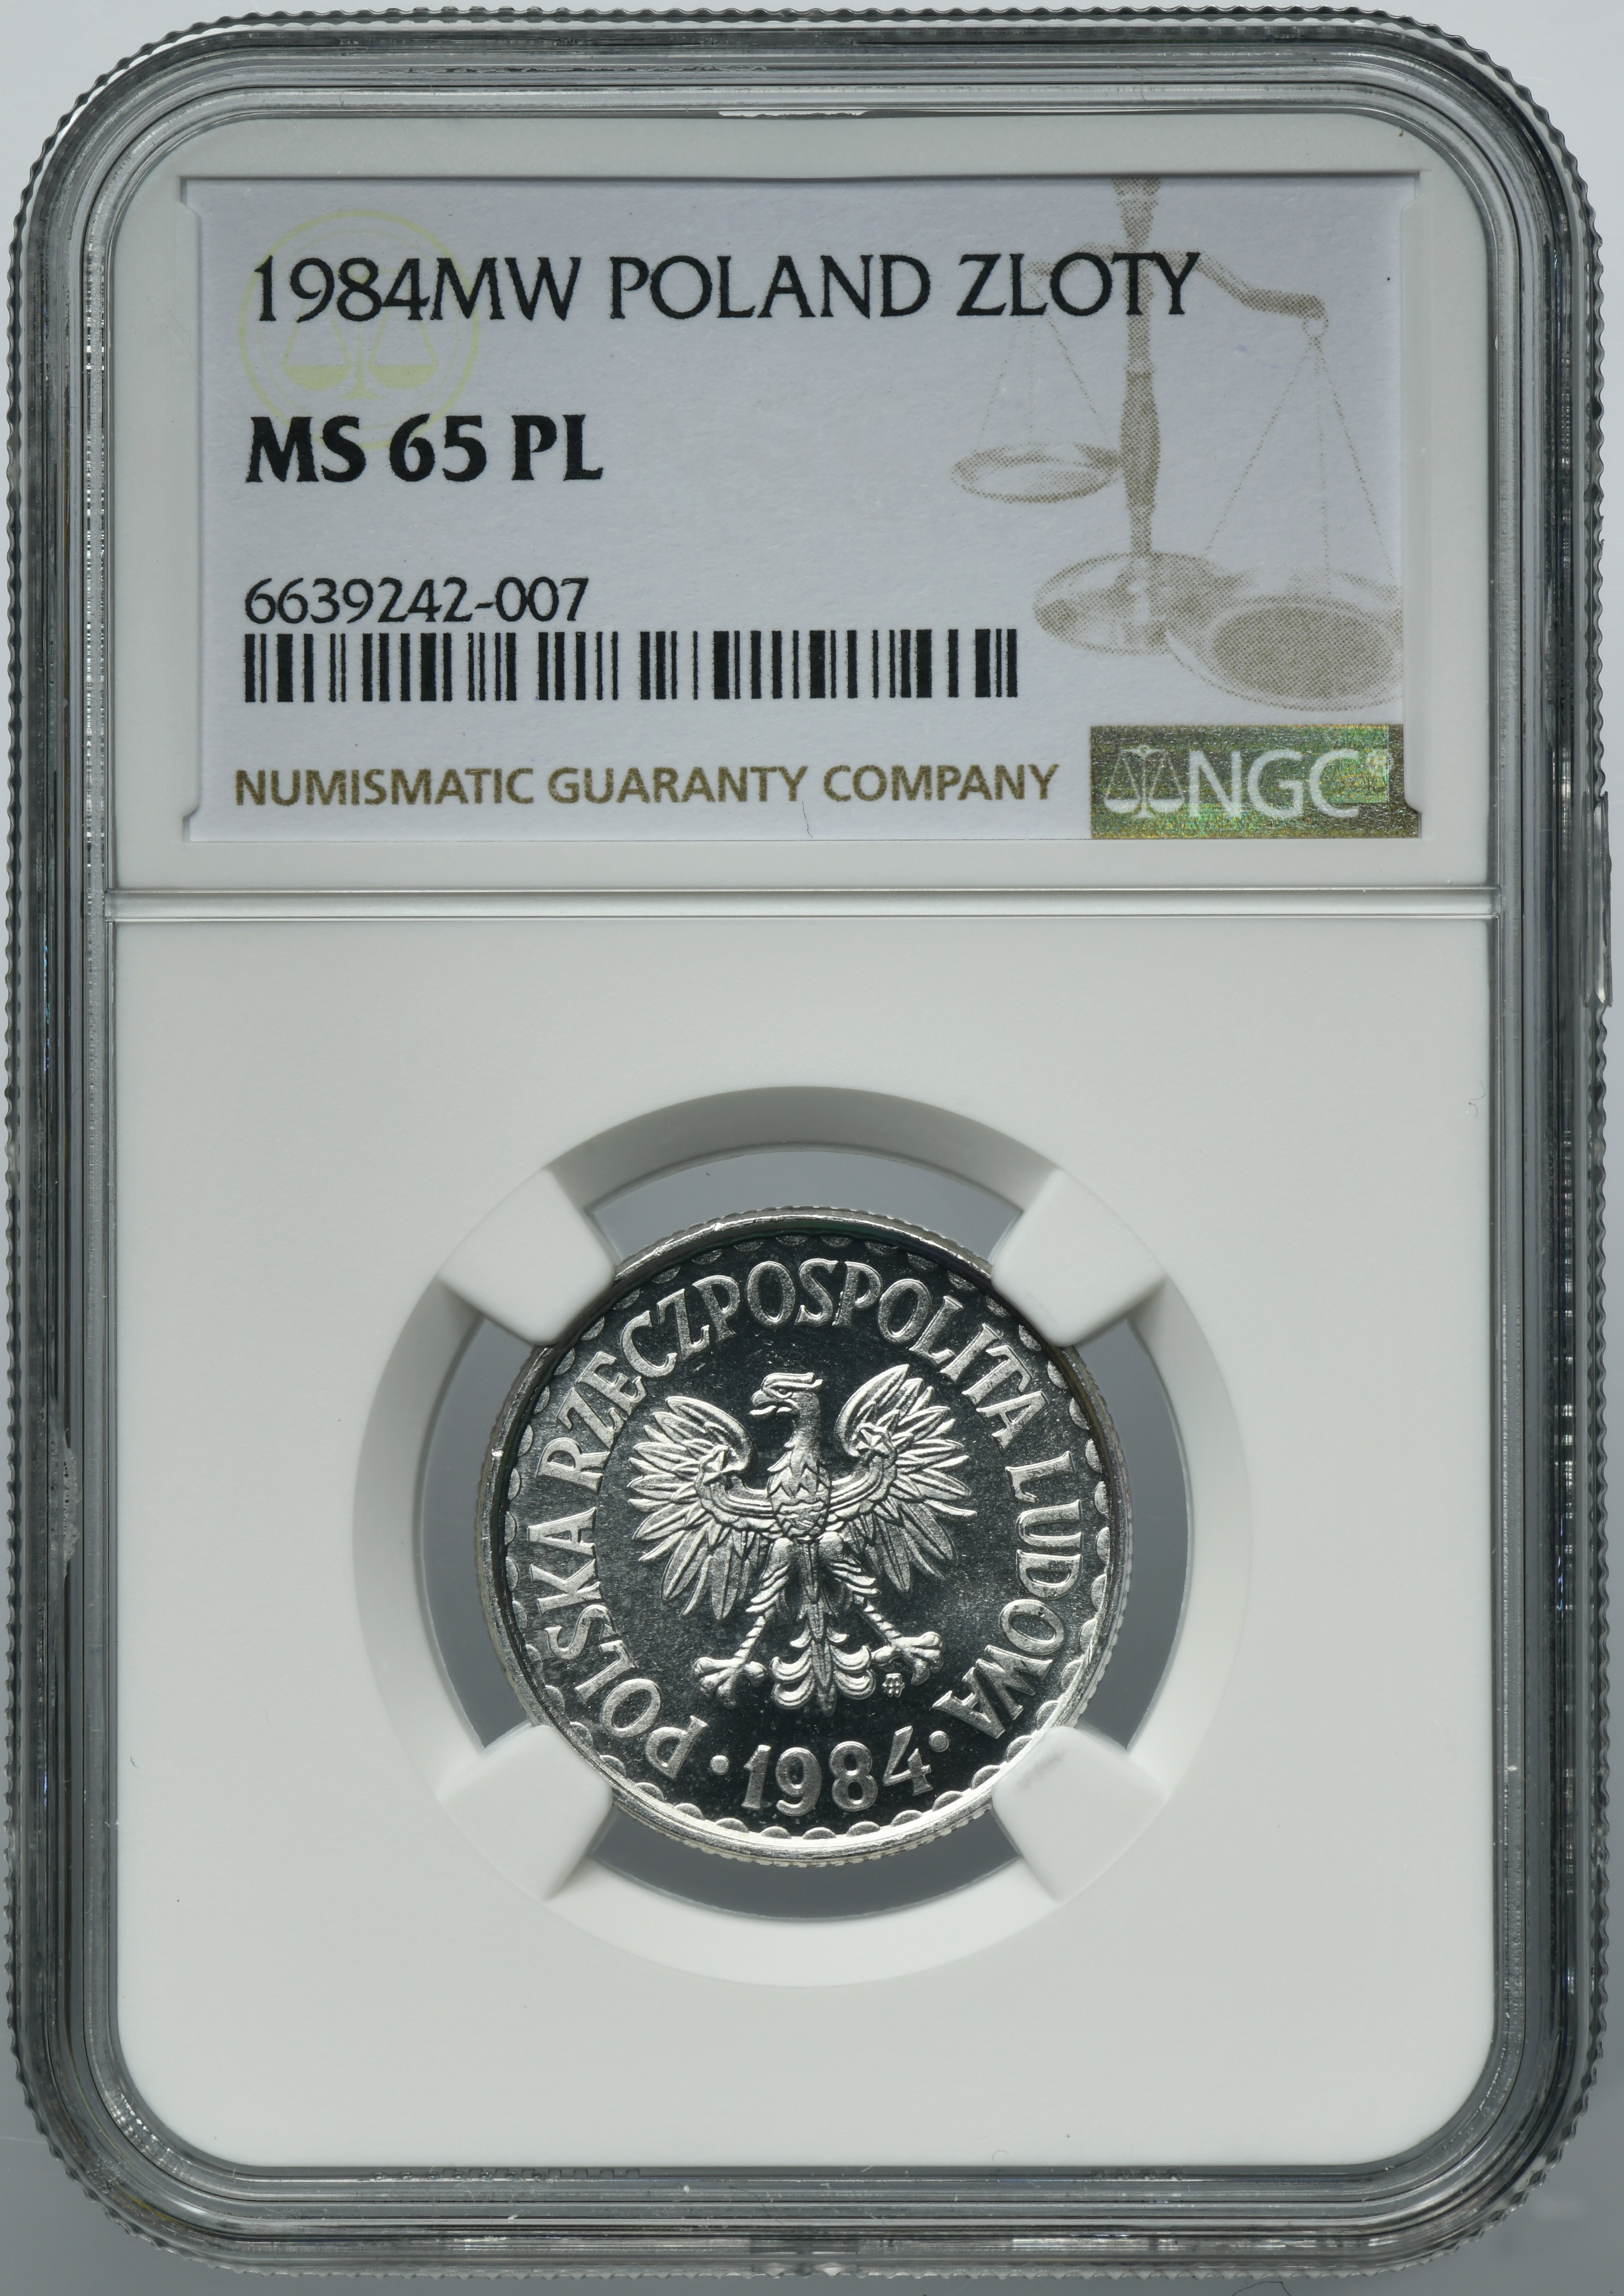 1984MW POLAND ZLOTY
MS 65 PL
6639242-007
NUMISMATIC GUARANTY COMPANY
NGC
POLSKA RZECZPOSPOLITA LUDOWA
· 1984 ·